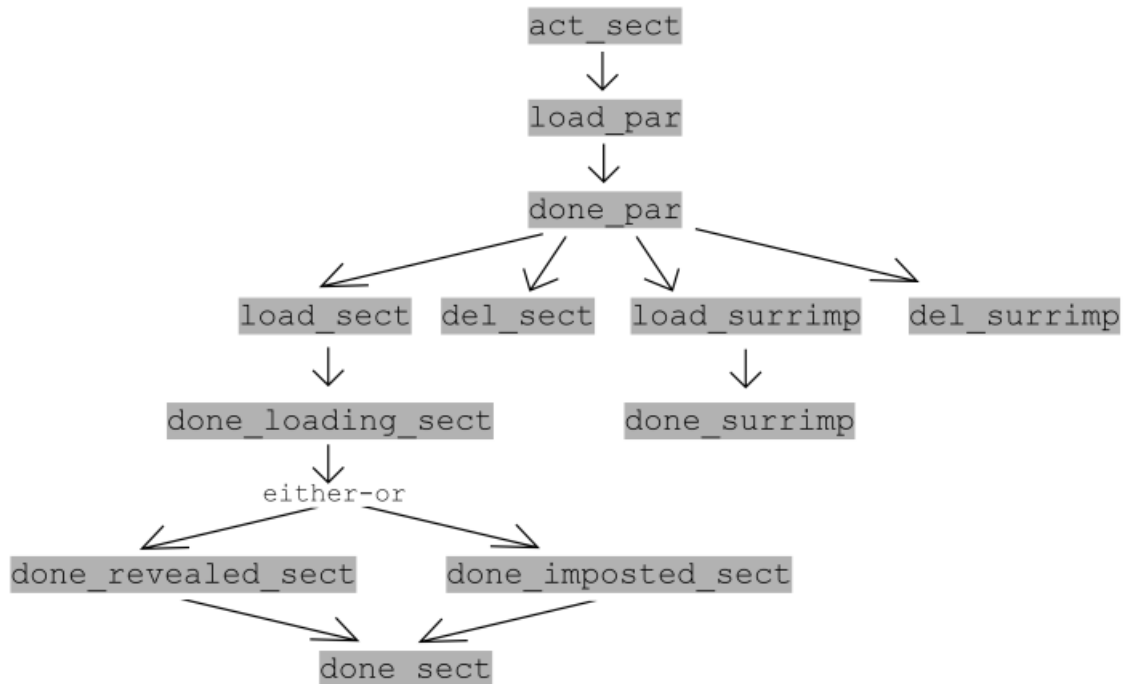 act_sect
load_par
done_par
load_sect del_sect load_surrimp del_surrimp
done_loading_sect done_surrimp
either-or
done_revealed_sect done_imposted_sect
done_sect